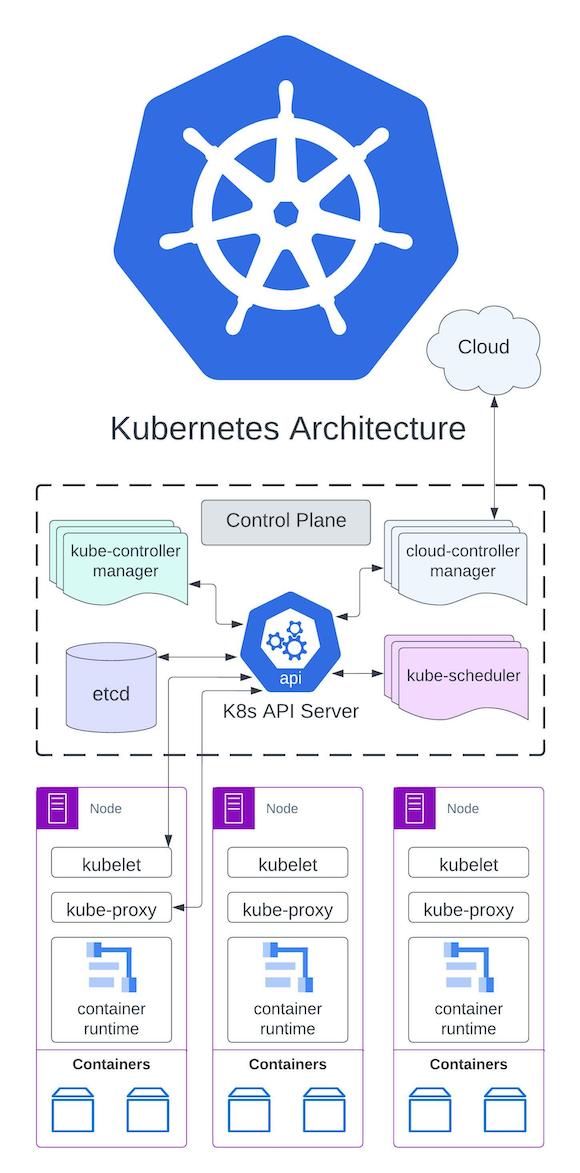 Cloud
Kubernetes Architecture
Control Plane
kube-controller
manager
cloud-controller
manager
etcd
api
kube-scheduler
K8s API Server
Node
kubelet
kube-proxy
container
runtime
Containers
Node
kubelet
kube-proxy
container
runtime
Containers
Node
kubelet
kube-proxy
container
runtime
Containers